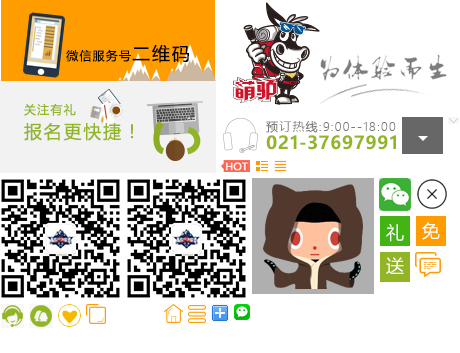 微信服务号二维码
关注有礼
报名更快捷！
萌驴
为体验而生
预订热线:9:00--18:00
021-37697991
HOT
礼
免
送